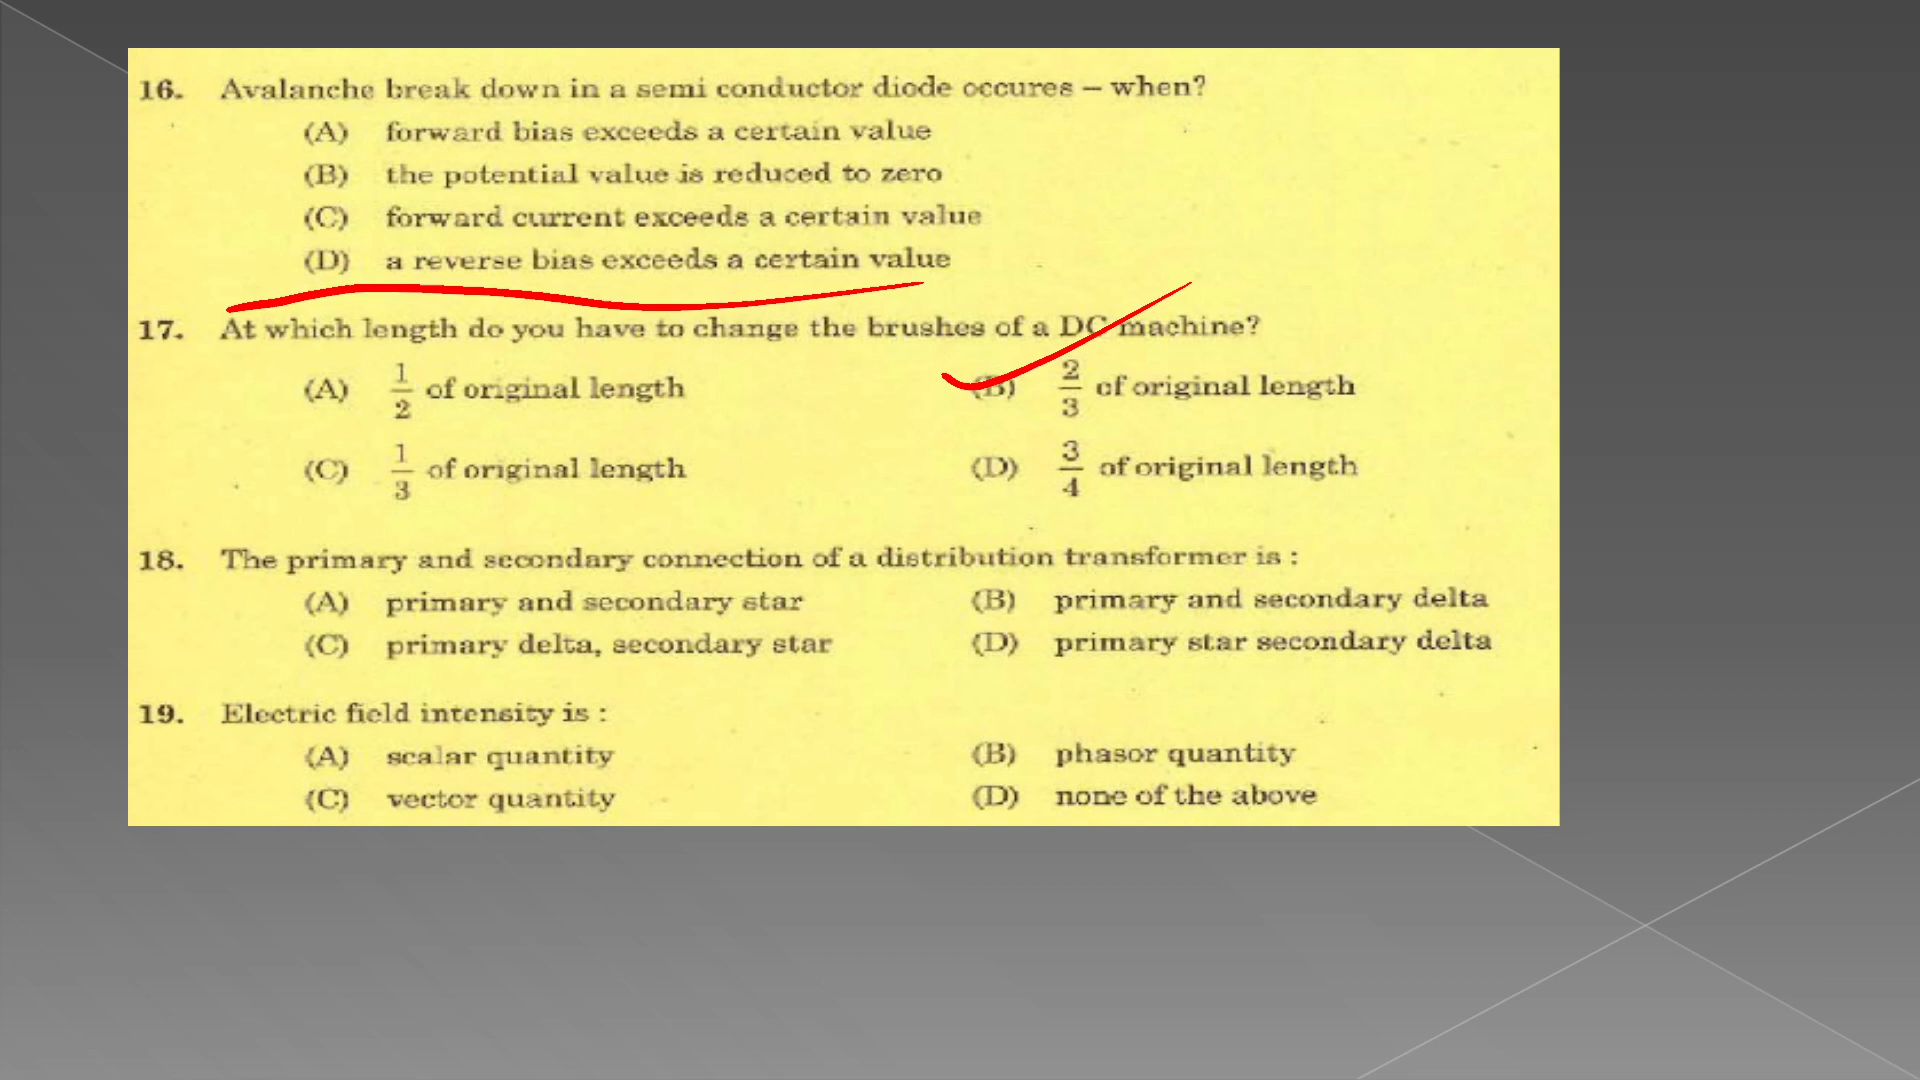 16. Avalanche break down in a semi conductor diode occures – when?
(A) forward bias exceeds a certain value
(B) the potential value is reduced to zero
(C) forward current exceeds a certain value
(D) a reverse bias exceeds a certain value
17. At which length do you have to change the brushes of a DC machine?
(A) 1/2 of original length (B) 2/3 of original length
(C) 1/3 of original length (D) 3/4 of original length
18. The primary and secondary connection of a distribution transformer is :
(A) primary and secondary star (B) primary and secondary delta
(C) primary delta, secondary star (D) primary star secondary delta
19. Electric field intensity is :
(A) scalar quantity (B) phasor quantity
(C) vector quantity (D) none of the above